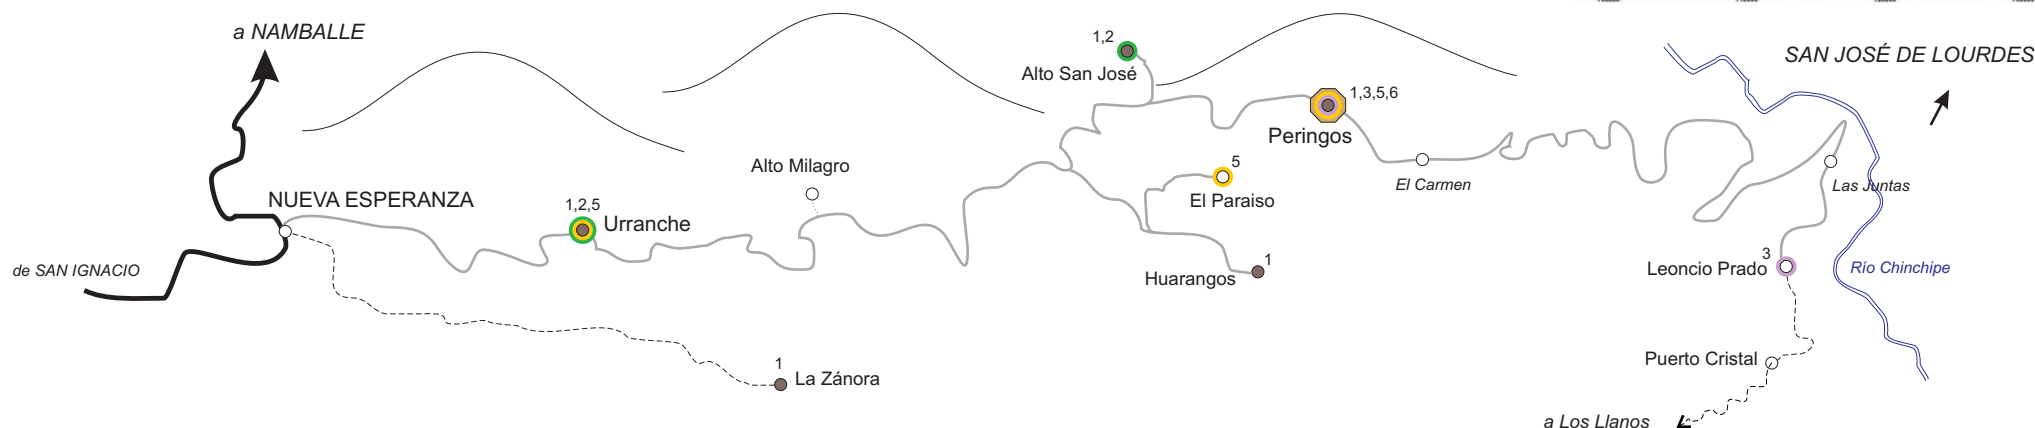 a NAMBALLE
SAN JOSÉ DE LOURDES
1,2
Alto San José
1,3,5,6
Peringos
Alto Milagro
5
El Carmen
Las Juntas
NUEVA ESPERANZA
1,2,5
Urranche
El Paraiso
de SAN IGNACIO
Huarangos
1
Leoncio Prado
3
Río Chinchipe
1
La Zánora
Puerto Cristal
a Los Llanos